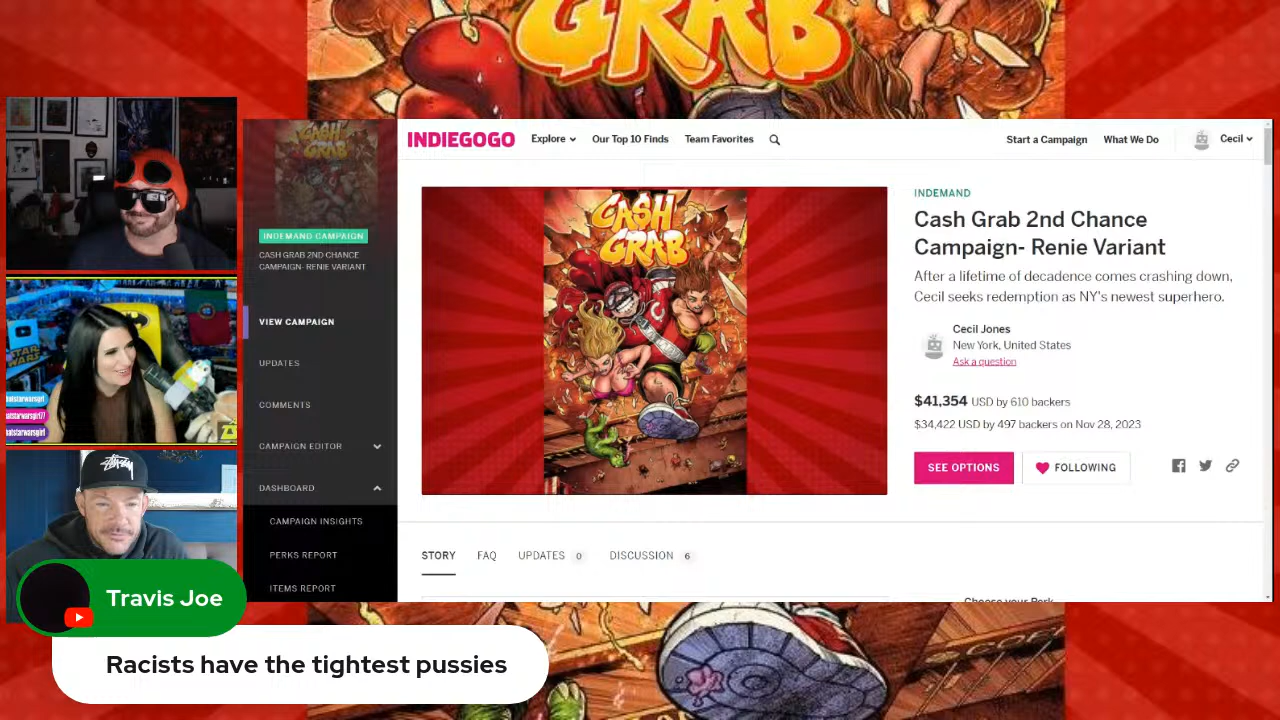 GRAB
INDIEGOGO
Explore
Our Top 10 Finds
Team Favorites
Start a Campaign
What We Do
Cecil
CASH
GRAB
INDEMAND CAMPAIGN
CASH GRAB 2ND CHANCE
CAMPAIGN- RENIE VARIANT
VIEW CAMPAIGN
UPDATES
COMMENTS
CAMPAIGN EDITOR
DASHBOARD
CAMPAIGN INSIGHTS
PERKS REPORT
ITEMS REPORT
CASH
GRAB
C
INDEMAND
Cash Grab 2nd Chance
Campaign- Renie Variant
After a lifetime of decadence comes crashing down,
Cecil seeks redemption as NY's newest superhero.
Cecil Jones
New York, United States
Ask a question
$41,354 USD by 610 backers
$34,422 USD by 497 backers on Nov 28, 2023
SEE OPTIONS
FOLLOWING
STORY
FAQ
UPDATES 0
DISCUSSION 6
STAR
WARS
Travis Joe
Racists have the tightest pussies